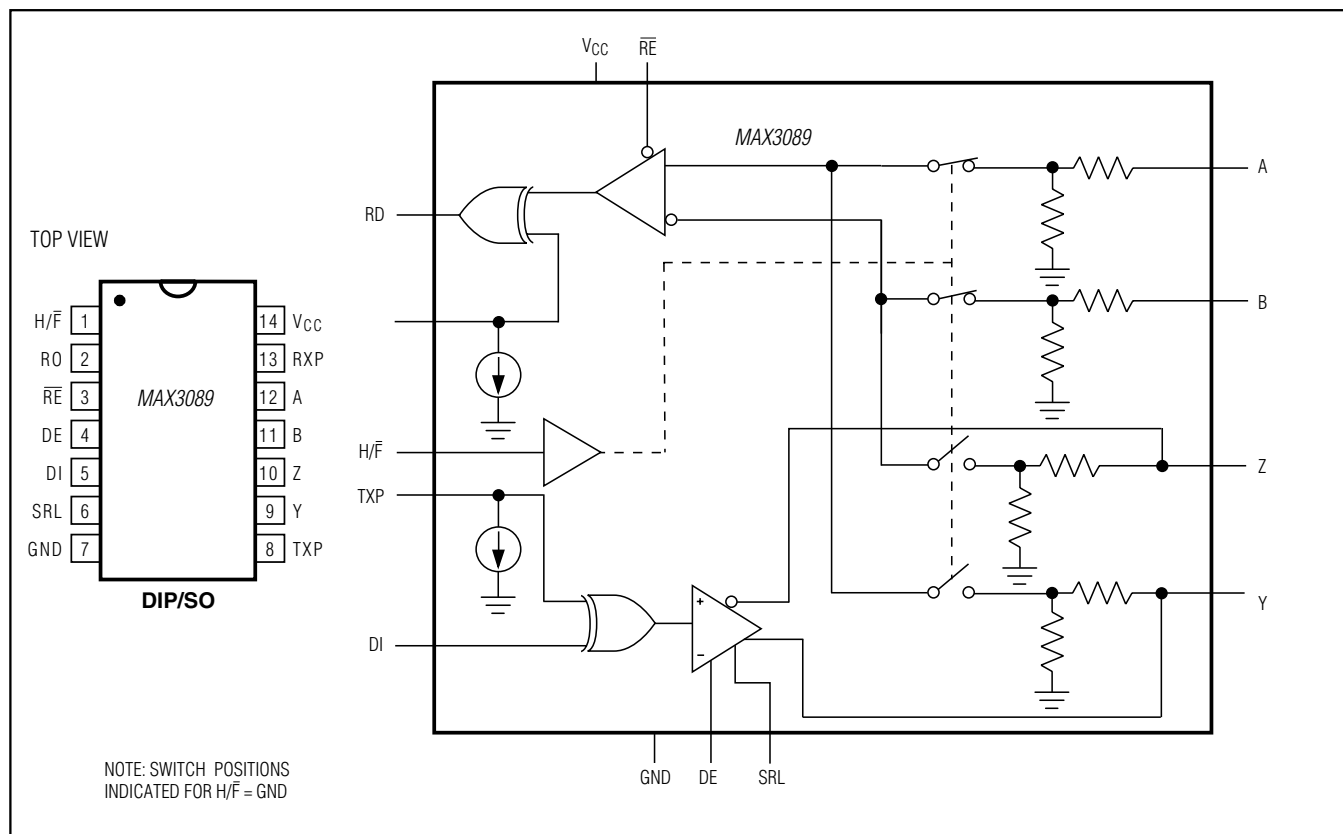 TOP VIEW
H/F̅ 1
RO 2
R̅E̅ 3
DE 4
DI 5
SRL 6
GND 7
MAX3089
14 VCC
13 RXP
12 A
11 B
10 Z
9 Y
8 TXP
DIP/SO
NOTE: SWITCH POSITIONS
INDICATED FOR H/F̅ = GND
VCC R̅E̅
MAX3089
RD
H/F̅
TXP
DI
+
−
A
B
Z
Y
GND DE SRL